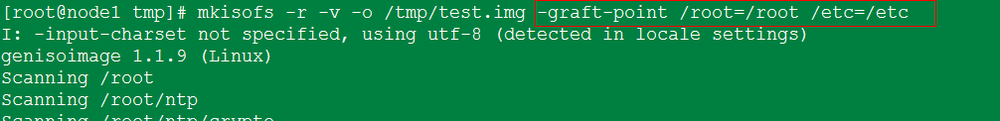 [root@node1 tmp]# mkisofs -r -v -o /tmp/test.img -graft-point /root=/root /etc=/etc
I: -input-charset not specified, using utf-8 (detected in locale settings)
genisoimage 1.1.9 (Linux)
Scanning /root
Scanning /root/ntp
Scanning /root/ntp/crypto